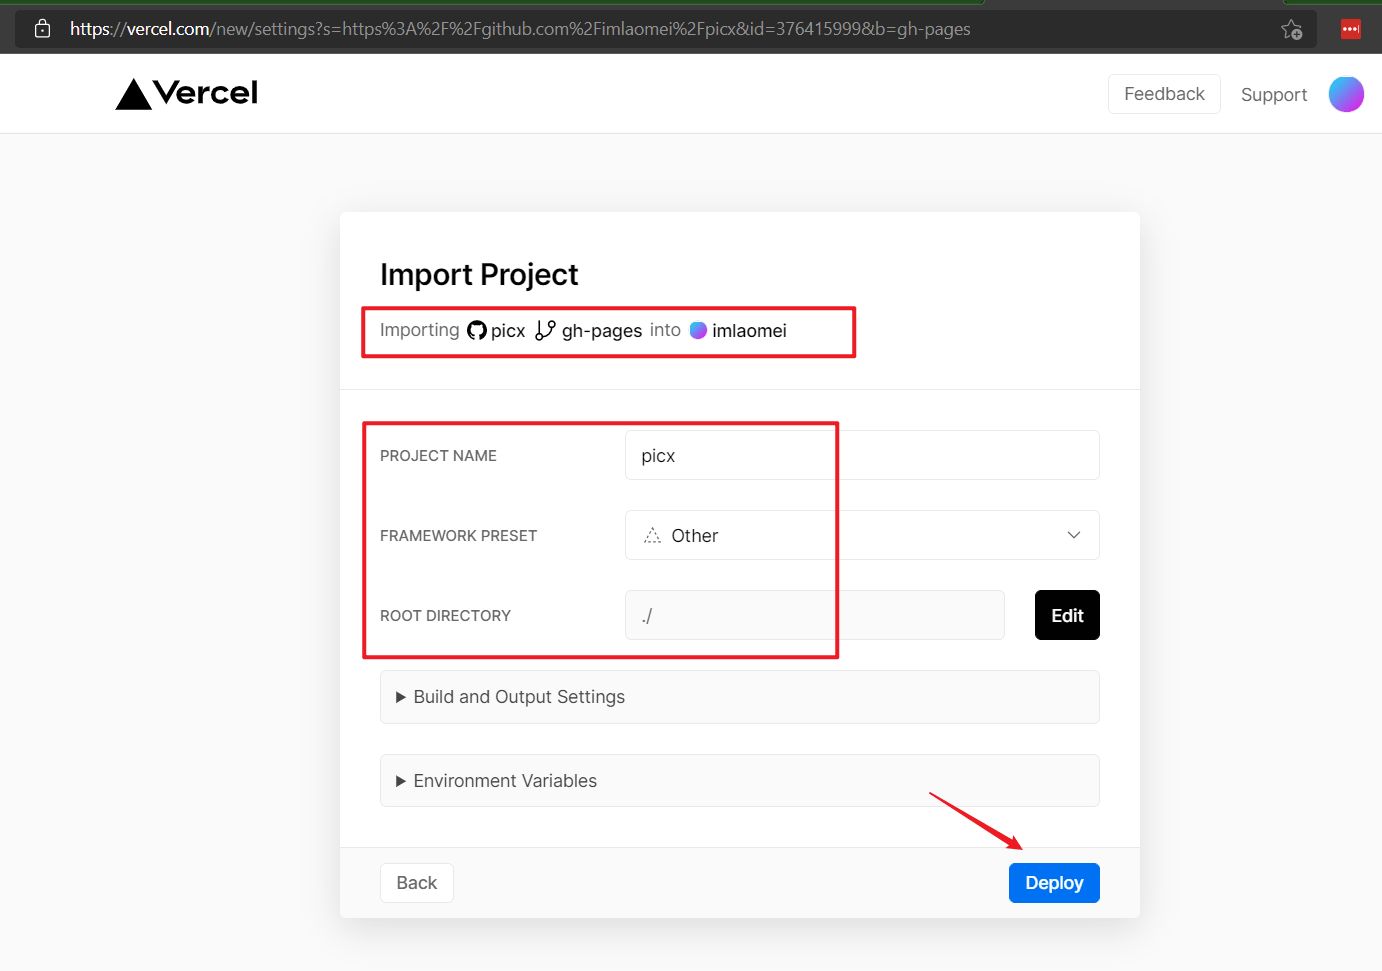 https://vercel.com/new/settings?s=https%3A%2F%2Fgithub.com%2Fimlaomei%2Fpicx&id=376415999&b=gh-pages
Vercel
Feedback
Support
Import Project
Importing picx gh-pages into imlaomei
PROJECT NAME
picx
FRAMEWORK PRESET
Other
ROOT DIRECTORY
./
Edit
Build and Output Settings
Environment Variables
Back
Deploy